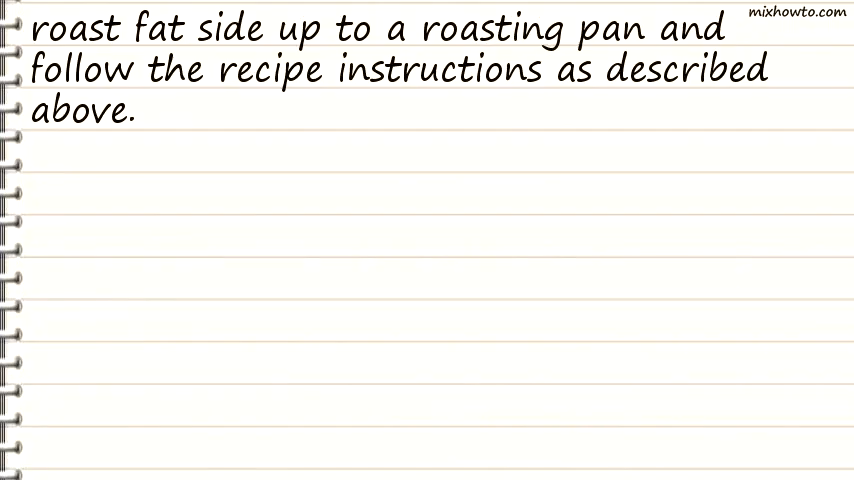 mixhowto.com
roast fat side up to a roasting pan and
follow the recipe instructions as described
above.